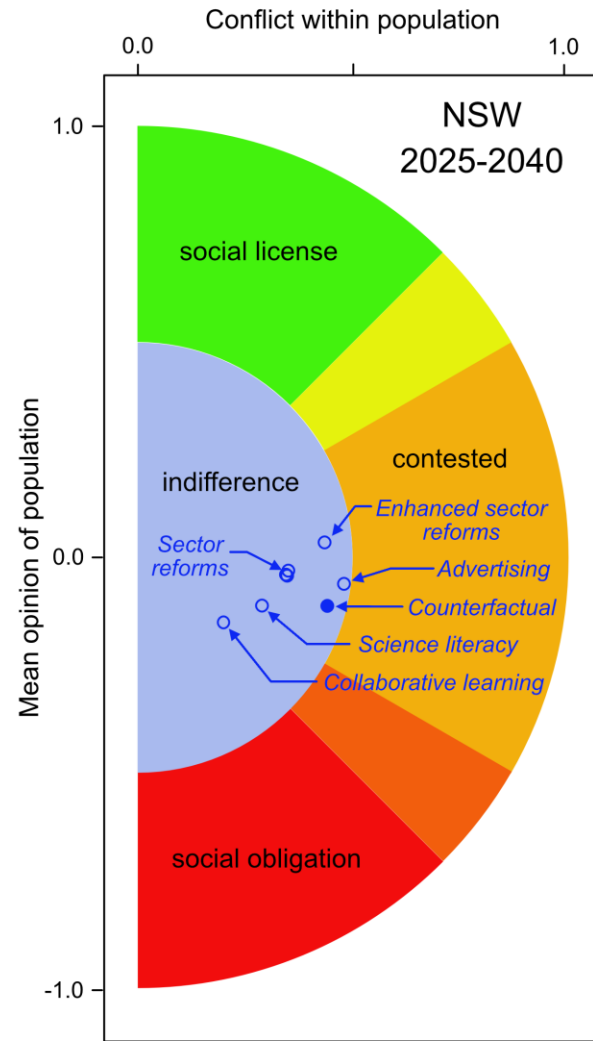 Conflict within population
0.0
1.0
NSW
2025-2040
1.0
social license
Mean opinion of population
contested
indifference
Enhanced sector
reforms
0.0
Sector
reforms
Advertising
Counterfactual
Science literacy
Collaborative learning
social obligation
-1.0